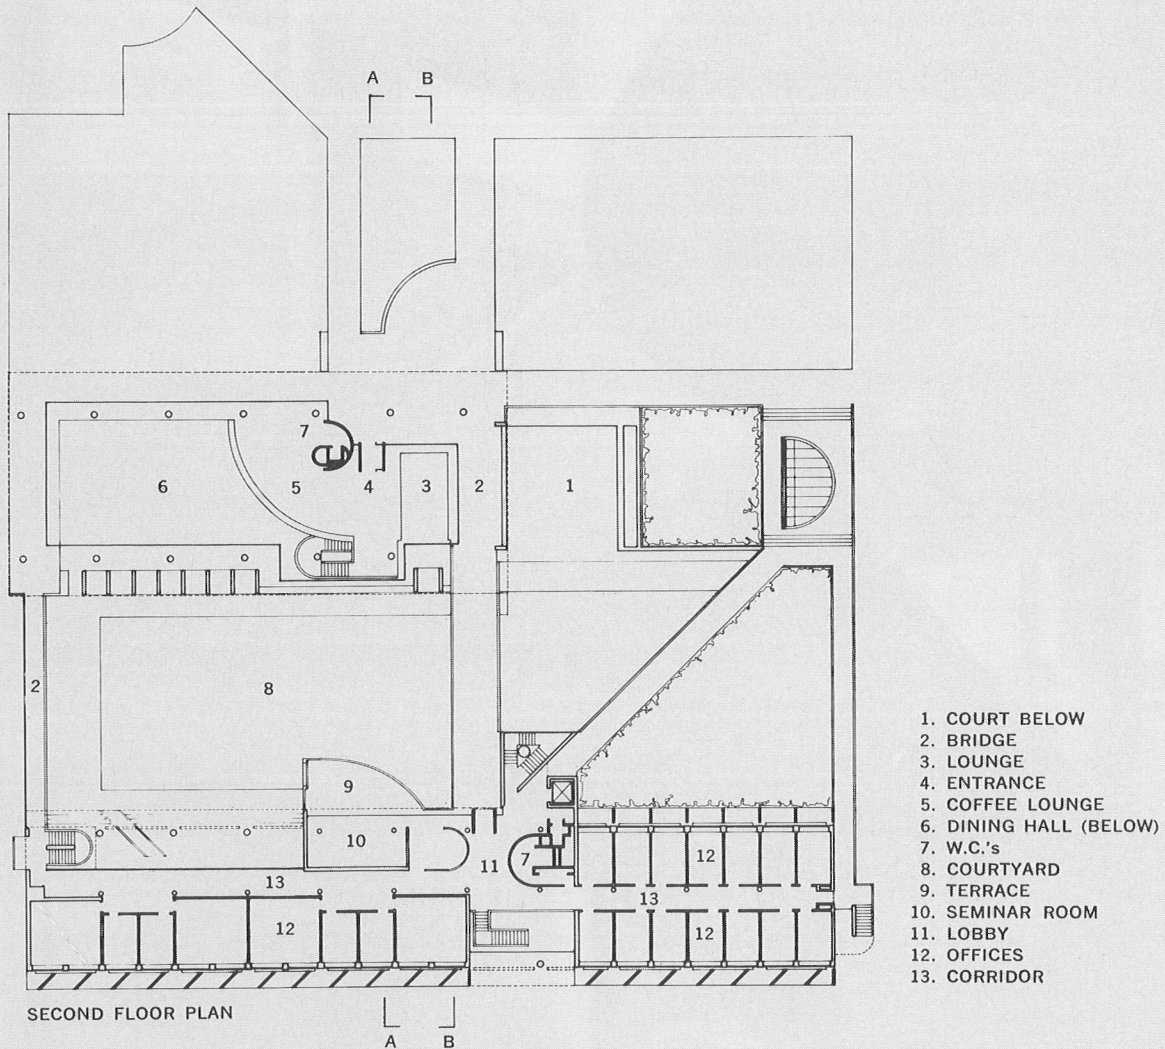 A B
7
6 5 4 3 2 1
2
8
9
10
11 7 12
13
13
12 12
SECOND FLOOR PLAN
A B
1. COURT BELOW
2. BRIDGE
3. LOUNGE
4. ENTRANCE
5. COFFEE LOUNGE
6. DINING HALL (BELOW)
7. W.C.'s
8. COURTYARD
9. TERRACE
10. SEMINAR ROOM
11. LOBBY
12. OFFICES
13. CORRIDOR